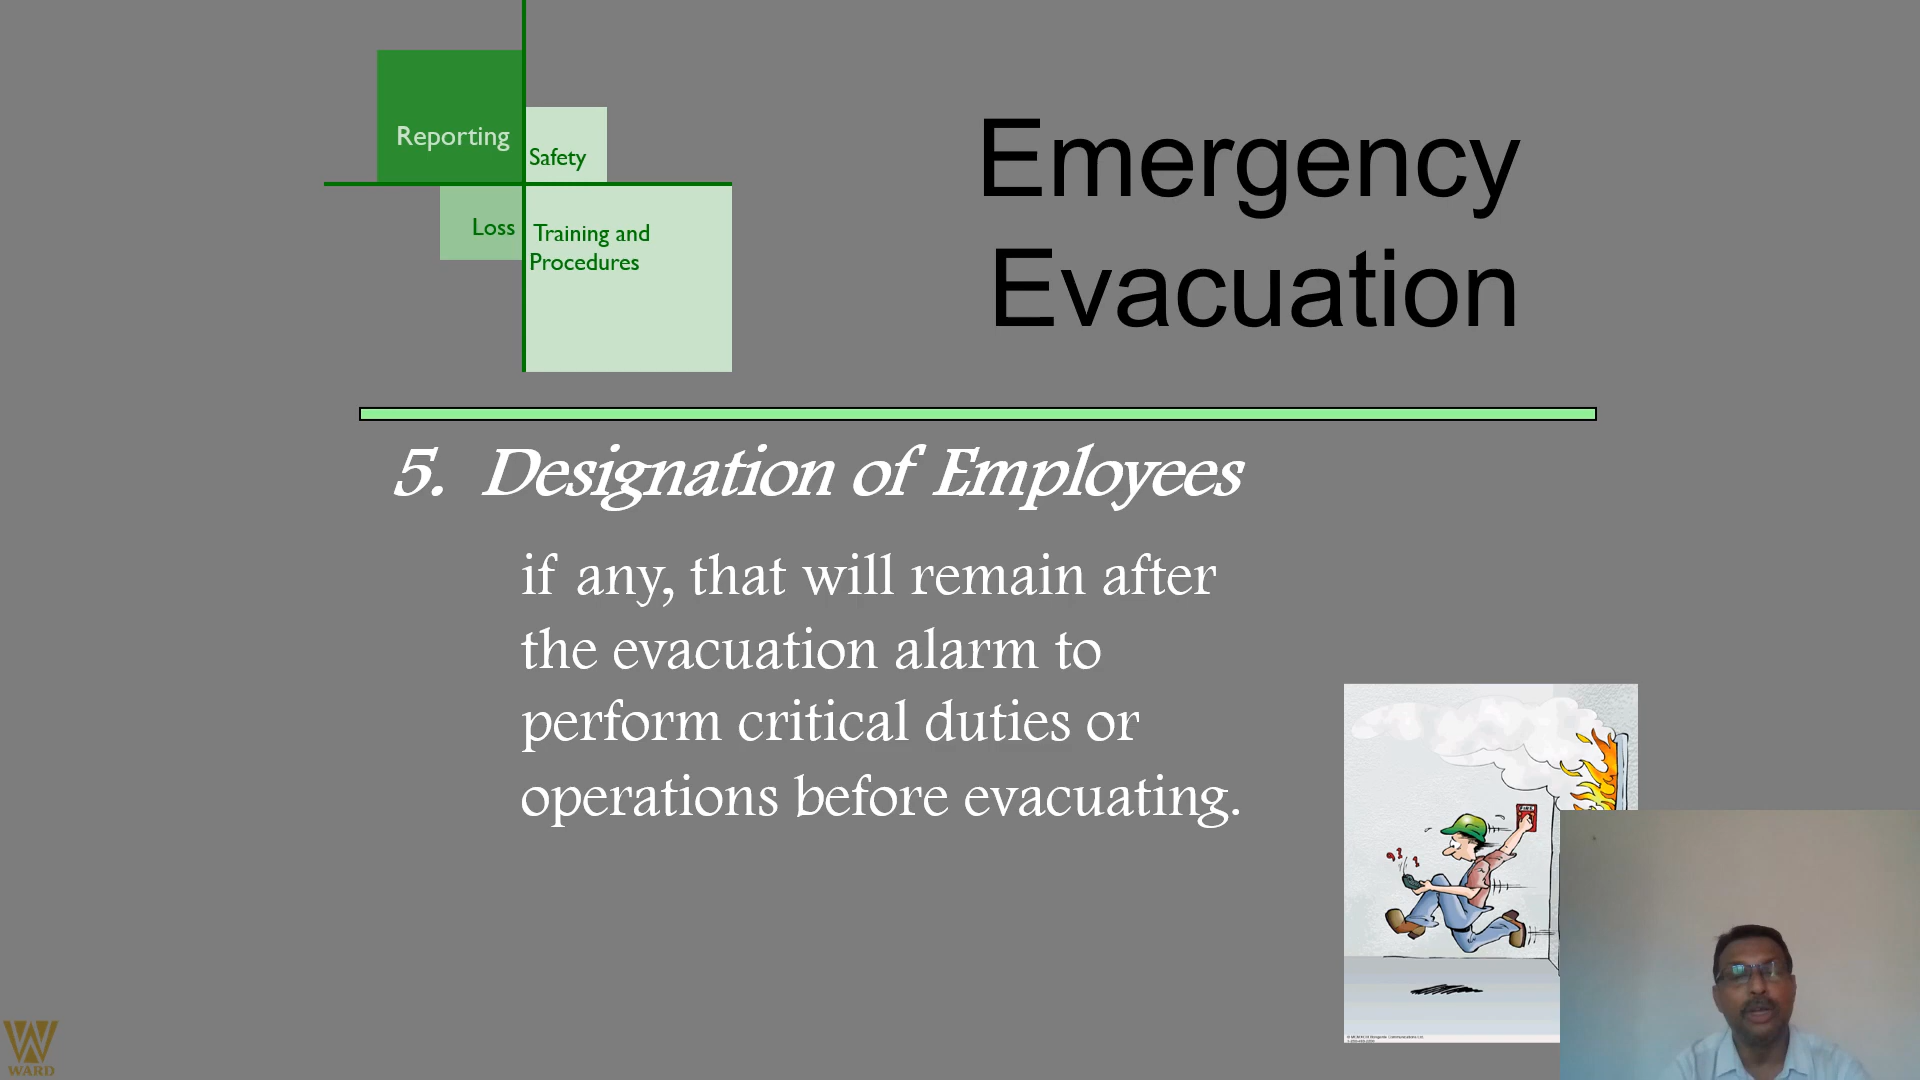 Reporting
Safety
Loss
Training and
Procedures
Emergency
Evacuation
5. Designation of Employees
if any, that will remain after
the evacuation alarm to
perform critical duties or
operations before evacuating.
FIRE
WARD